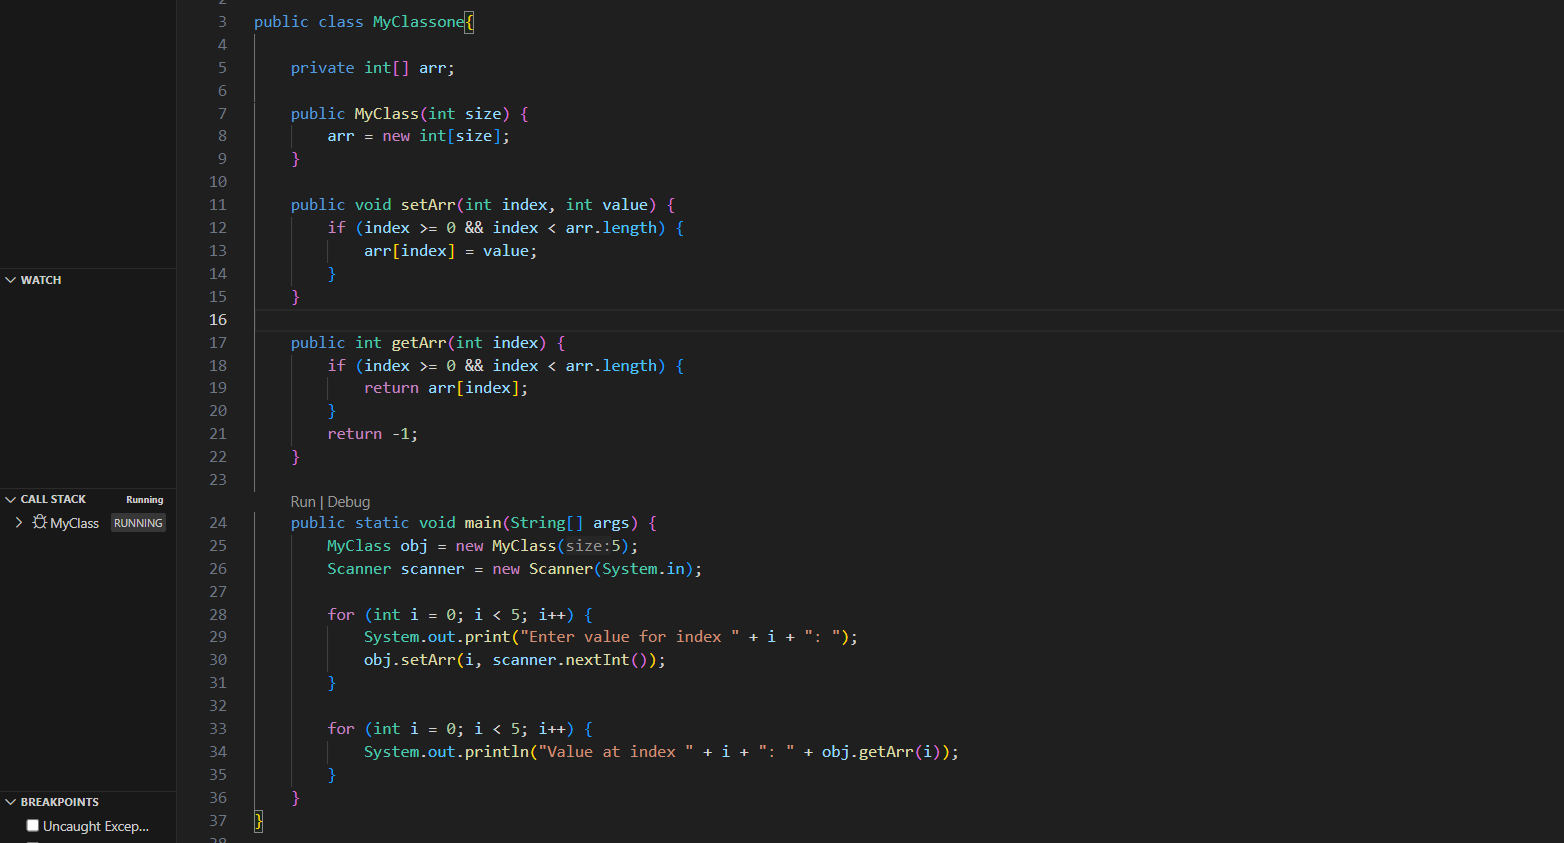 WATCH
CALL STACK Running
MyClass RUNNING
BREAKPOINTS
Uncaught Excep...
3 public class MyClassone{
4
5 private int[] arr;
6
7 public MyClass(int size) {
8 arr = new int[size];
9 }
10
11 public void setArr(int index, int value) {
12 if (index >= 0 && index < arr.length) {
13 arr[index] = value;
14 }
15 }
16
17 public int getArr(int index) {
18 if (index >= 0 && index < arr.length) {
19 return arr[index];
20 }
21 return -1;
22 }
23
Run | Debug
24 public static void main(String[] args) {
25 MyClass obj = new MyClass(size:5);
26 Scanner scanner = new Scanner(System.in);
27
28 for (int i = 0; i < 5; i++) {
29 System.out.print("Enter value for index " + i + ": ");
30 obj.setArr(i, scanner.nextInt());
31 }
32
33 for (int i = 0; i < 5; i++) {
34 System.out.println("Value at index " + i + ": " + obj.getArr(i));
35 }
36 }
37 }